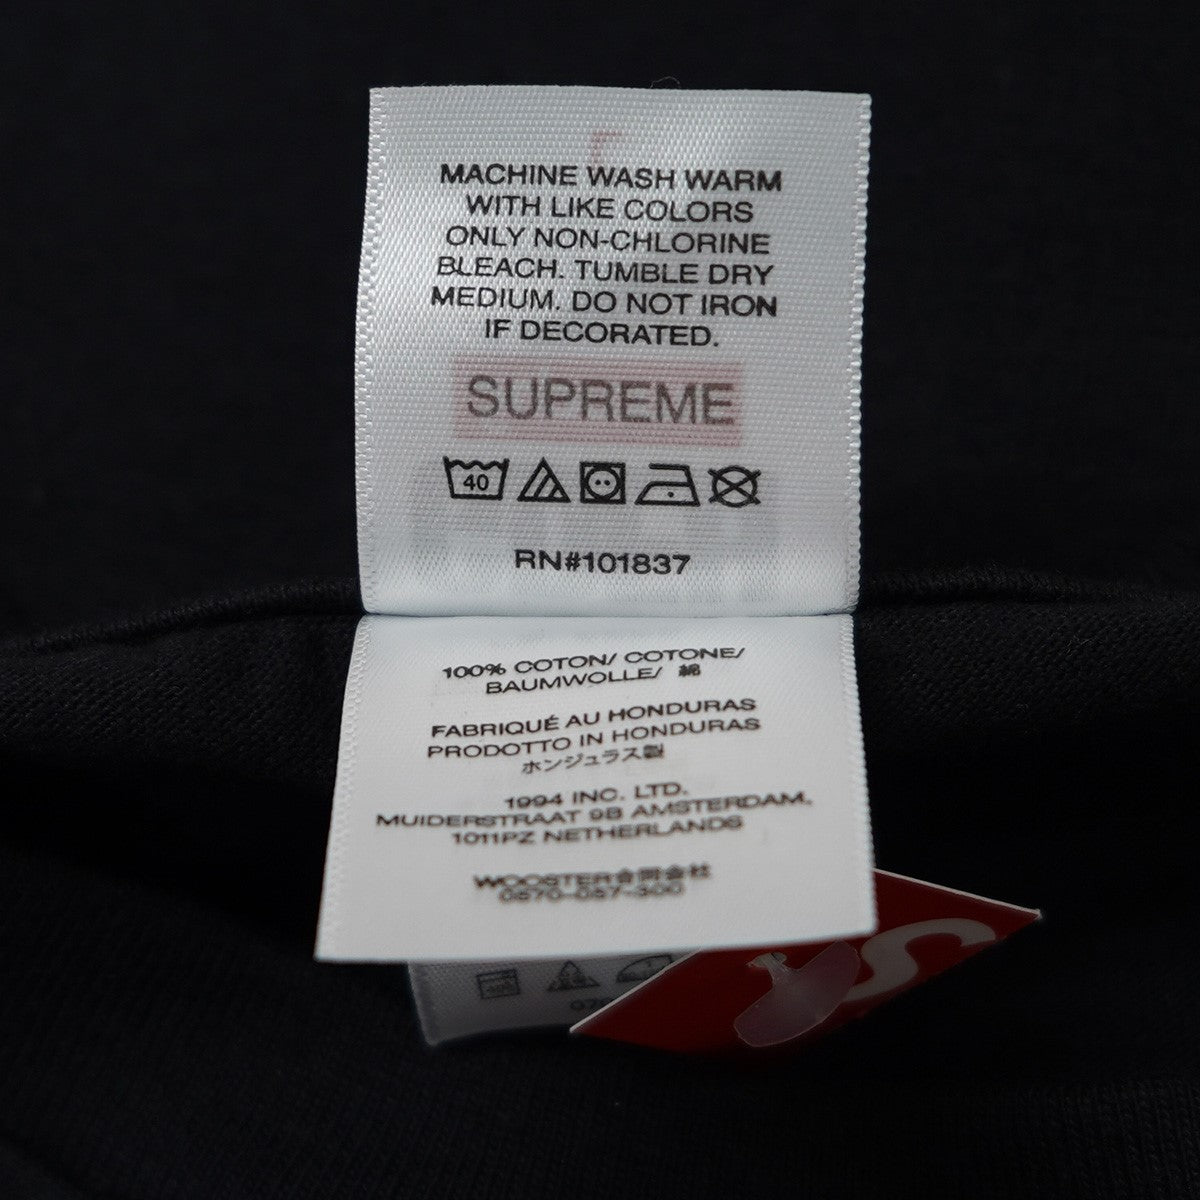 MACHINE WASH WARM
WITH LIKE COLORS
ONLY NON-CHLORINE
BLEACH. TUMBLE DRY
MEDIUM. DO NOT IRON
IF DECORATED.
SUPREME
40
RN#101837
100% COTON/ COTONE/
BAUMWOLLE/ 綿
FABRIQUÉ AU HONDURAS
PRODOTTO IN HONDURAS
ホンジュラス製
1994 INC. LTD.
MUIDERSTRAAT 9B AMSTERDAM,
1011PZ NETHERLANDS
WOOSTER合同会社
0570-057-300
S